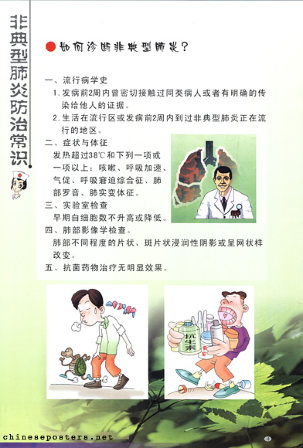 非典型肺炎防治常识
如何诊断非典型肺炎?
一、流行病学史
1.发病前2周内曾密切接触过同类病人或者有明确的传
染给他人的证据。
2.生活在流行区或发病前2周内到过非典型肺炎正在流
行的地区。
二、症状与体征
发热超过38℃和下列一项或
一项以上:咳嗽、呼吸加速、
气促、呼吸窘迫综合征、肺
部罗音、肺实变体征。
三、实验室检查
早期白细胞数不升高或降低。
四、肺部影像学检查。
肺部不同程度的片状、斑片状浸润性阴影或呈网状样
改变。
五、抗菌药物治疗无明显效果。
抗生素
chineseposters.net